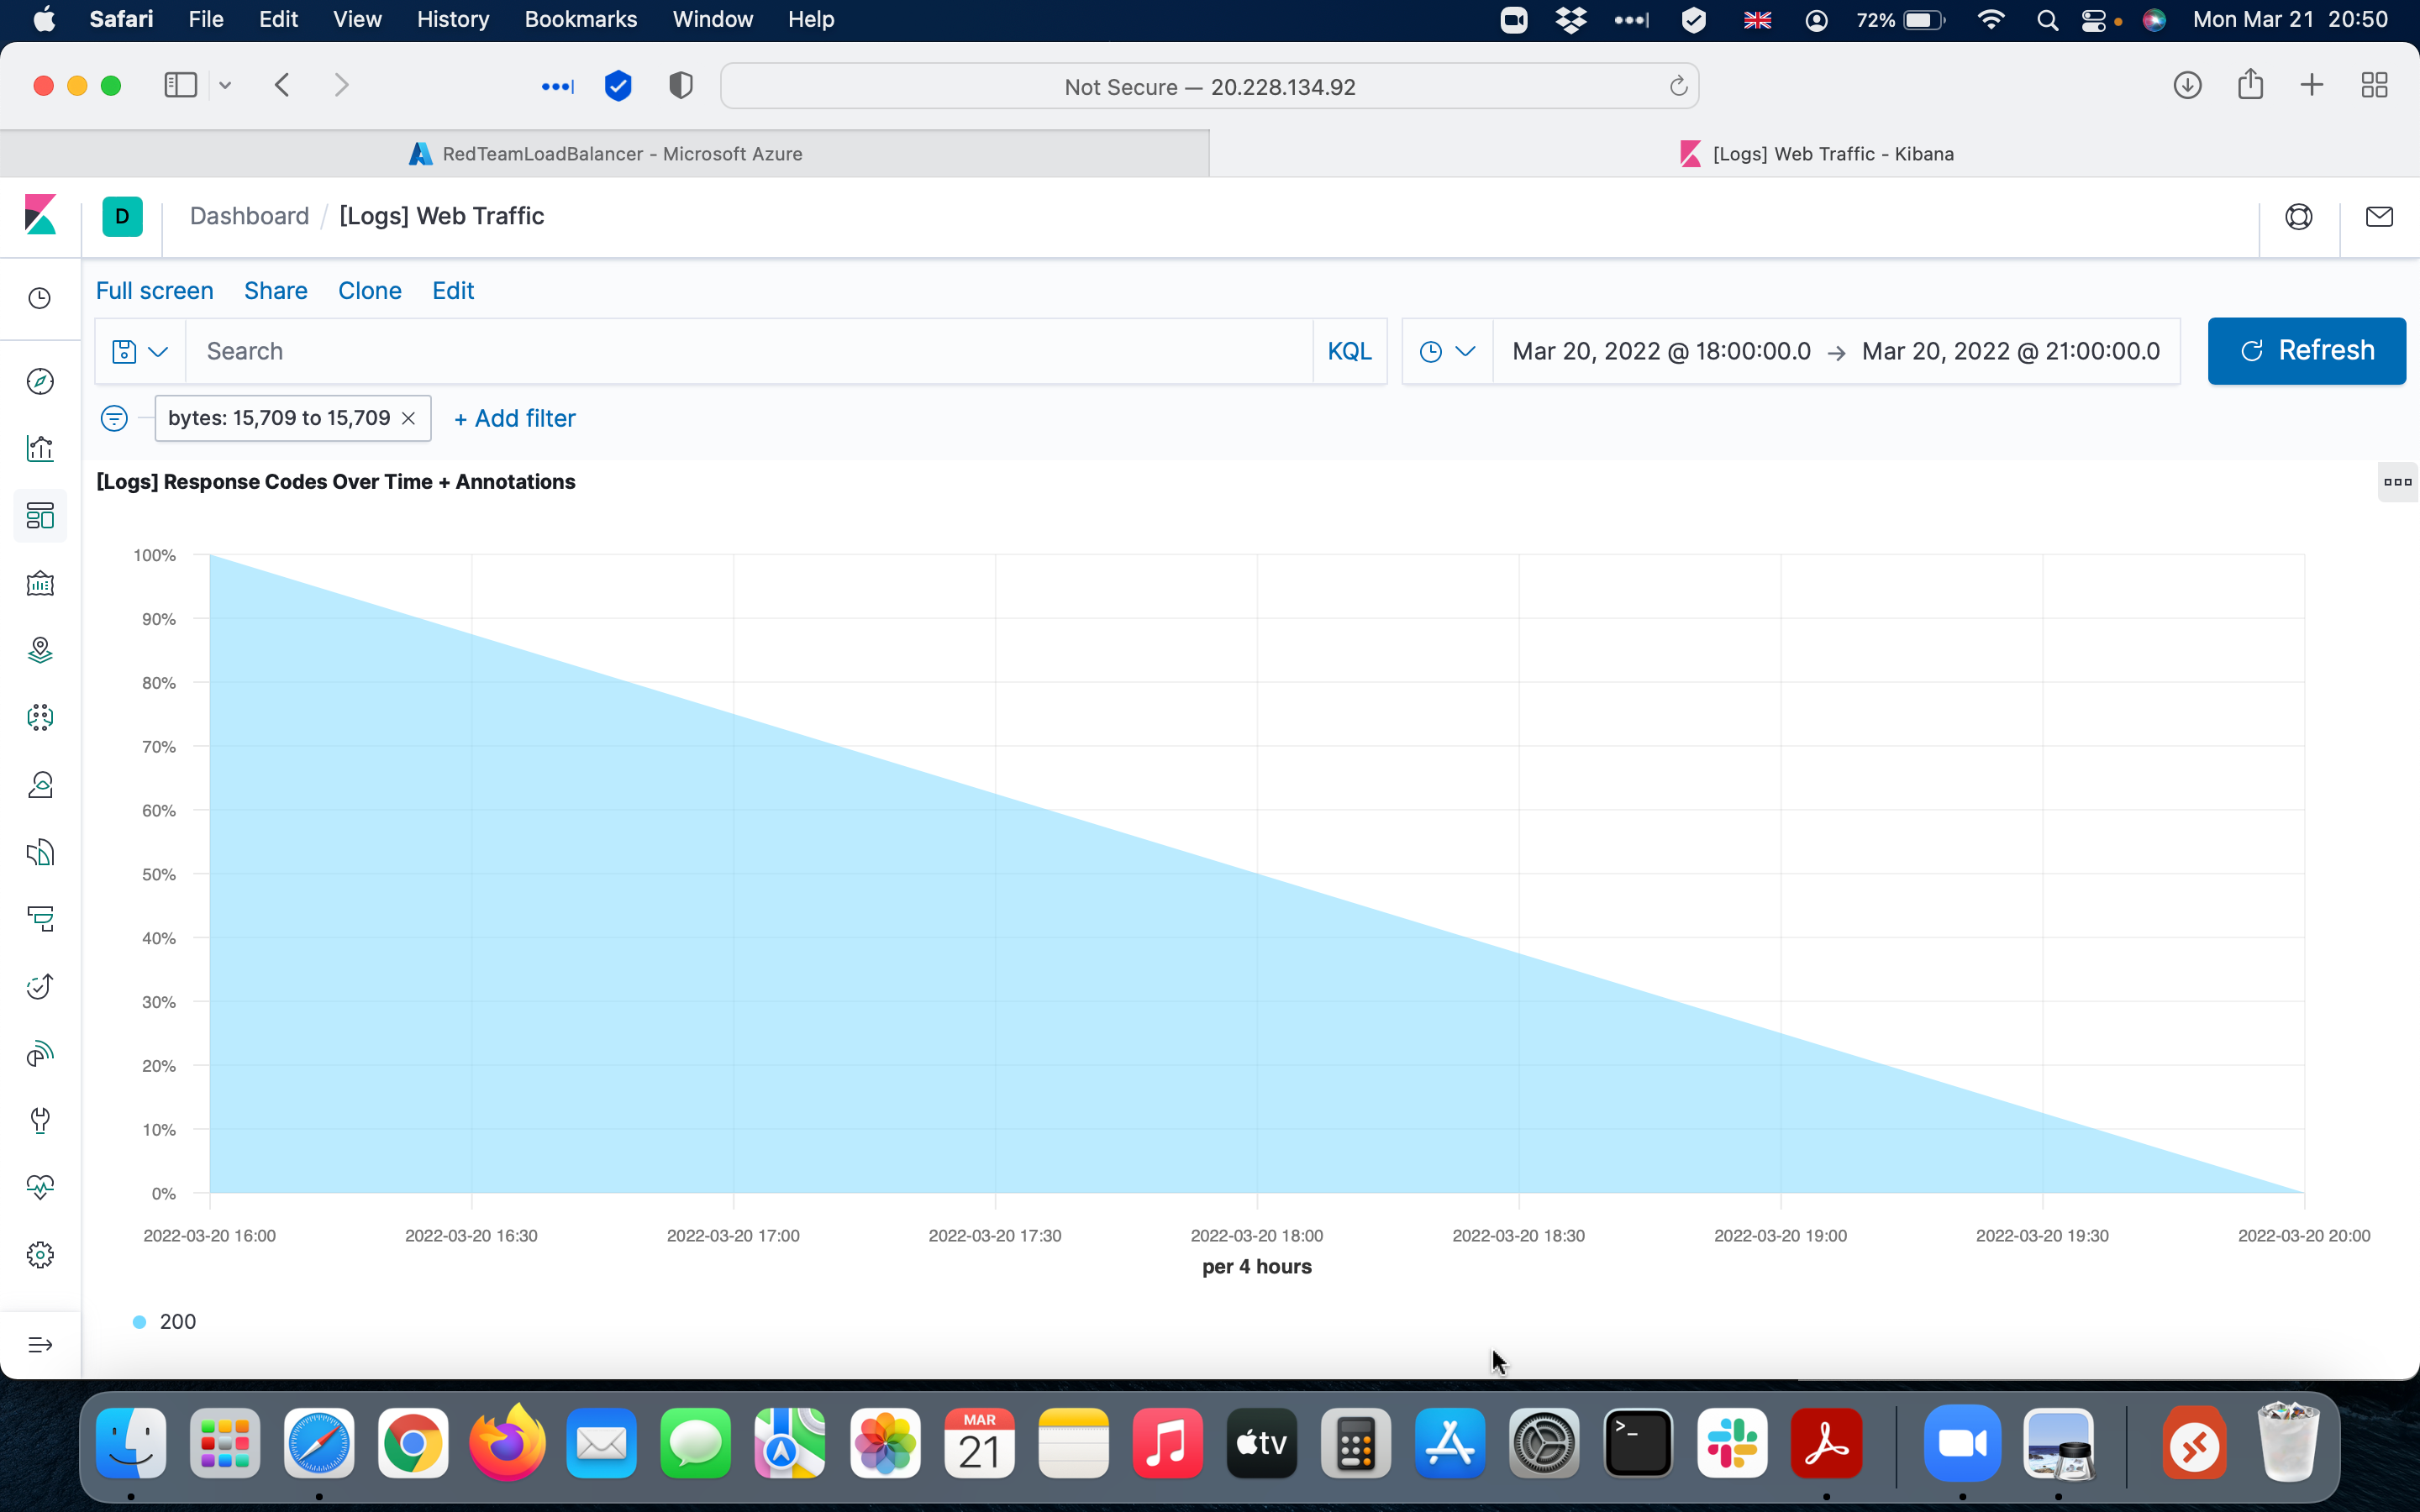 Safari File Edit View History Bookmarks Window Help 72% Mon Mar 21 20:50
Not Secure — 20.228.134.92
RedTeamLoadBalancer - Microsoft Azure
[Logs] Web Traffic - Kibana
D Dashboard / [Logs] Web Traffic
Full screen Share Clone Edit
Search KQL Mar 20, 2022 @ 18:00:00.0 → Mar 20, 2022 @ 21:00:00.0 Refresh
bytes: 15,709 to 15,709 × + Add filter
[Logs] Response Codes Over Time + Annotations
100%
90%
80%
70%
60%
50%
40%
30%
20%
10%
0%
2022-03-20 16:00 2022-03-20 16:30 2022-03-20 17:00 2022-03-20 17:30 2022-03-20 18:00 2022-03-20 18:30 2022-03-20 19:00 2022-03-20 19:30 2022-03-20 20:00
per 4 hours
200
MAR
21
tv